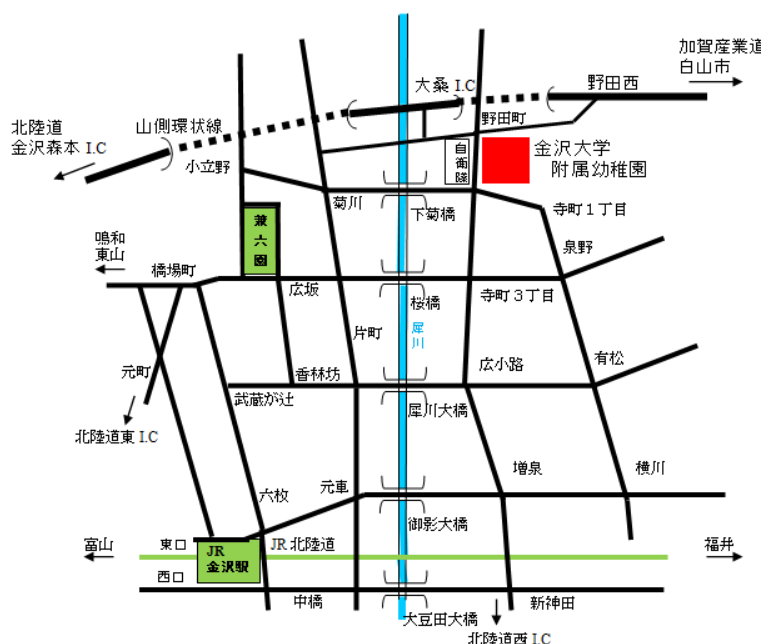 加賀産業道
白山市
野田西
大桑 I.C
北陸道
金沢森本 I.C
山側環状線
野田町
自衛隊
金沢大学
附属幼稚園
小立野
菊川
下菊橋
寺町１丁目
兼六園
鳴和
東山
橋場町
泉野
広坂
桜橋
寺町３丁目
犀川
片町
元町
香林坊
広小路
有松
武蔵が辻
犀川大橋
北陸道東 I.C
増泉
横川
六枚
元車
御影大橋
富山
東口
JR
金沢駅
JR 北陸道
福井
西口
中橋
大豆田大橋
新神田
北陸道西 I.C